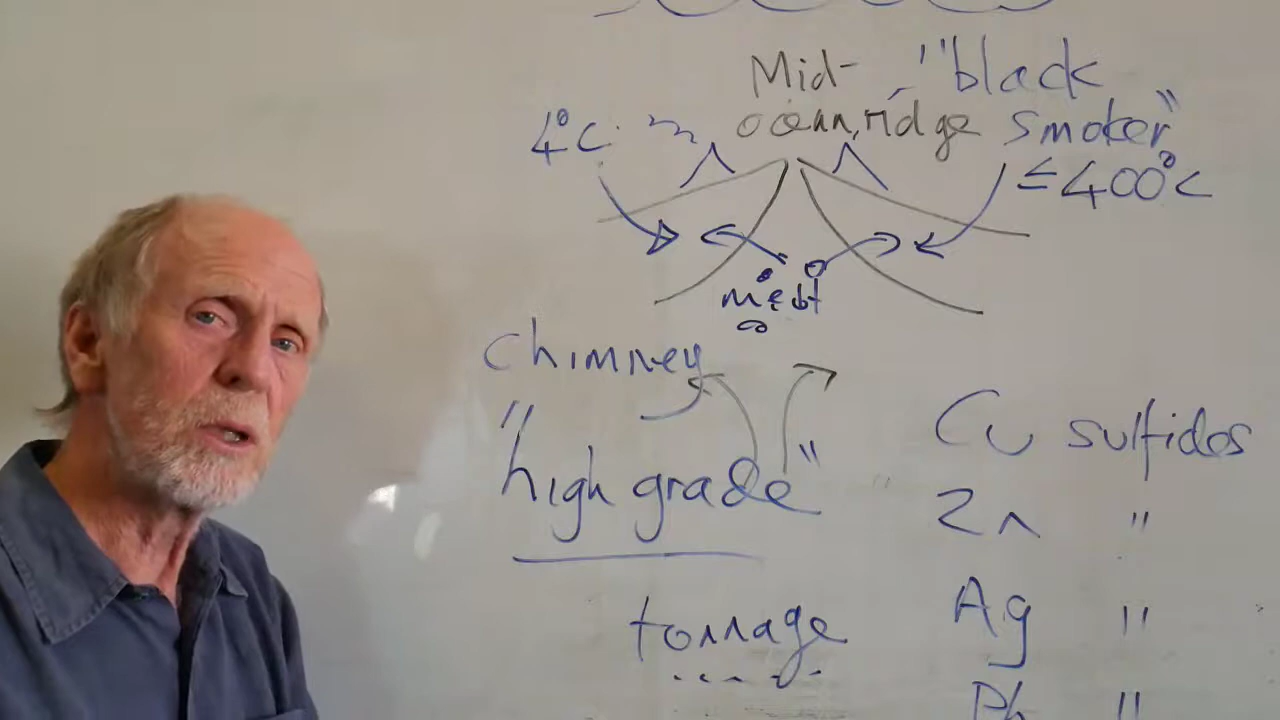 Mid- "black
4°C ocean ridge smoker"
≤400°C
melt
chimney
"high grade"
Cu sulfides
Zn "
tonnage
Ag "
Pb "